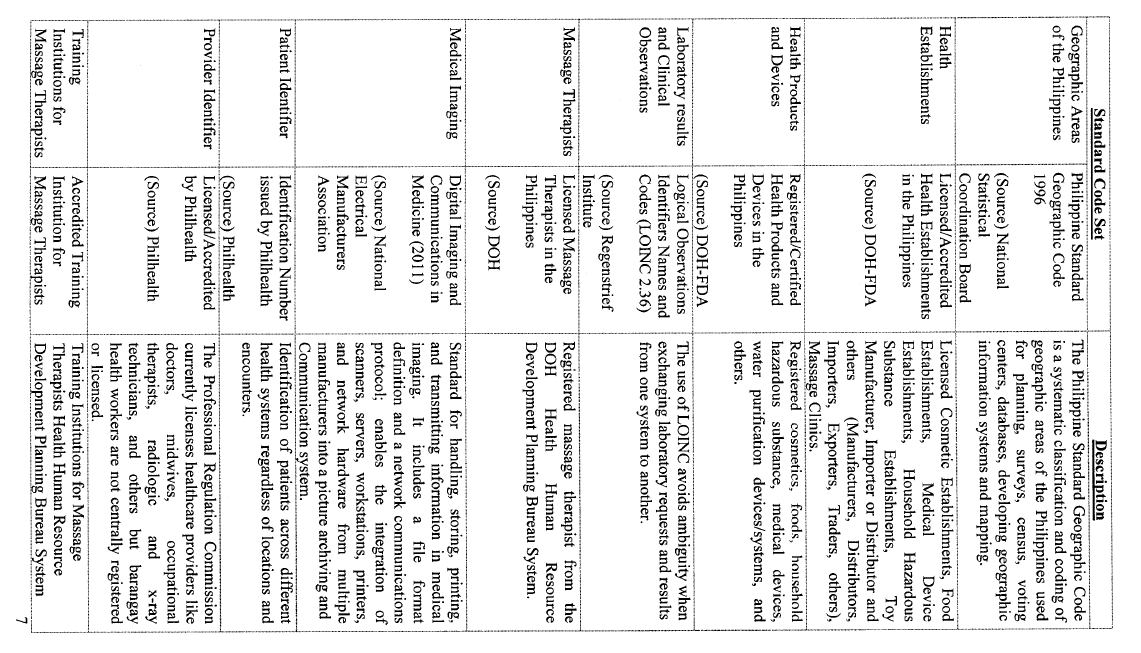 Standard Code Set
Description
Geographic Areas
of the Philippines
Philippine Standard
Geographic Code
1996
(Source) National
Statistical
Coordination Board
The Philippine Standard Geographic Code
is a systematic classification and coding of
geographic areas of the Philippines used
for planning, surveys, census, voting
centers, databases, developing geographic
information systems and mapping.
Health
Establishments
Licensed/Accredited
Health Establishments
in the Philippines
(Source) DOH-FDA
Licensed Cosmetic Establishments, Food
Establishments, Medical Device
Establishments, Household Hazardous
Substance Establishments, Toy
Manufacturer, Importer or Distributor and
others (Manufacturers, Distributors,
Importers, Exporters, Traders, others),
Massage Clinics.
Health Products
and Devices
Registered/Certified
Health Products and
Devices in the
Philippines
(Source) DOH-FDA
Registered cosmetics, foods, household
hazardous substance, medical devices,
water purification devices/systems, and
others.
Laboratory results
and Clinical
Observations
Logical Observations
Identifiers Names and
Codes (LOINC 2.36)
(Source) Regenstrief
Institute
The use of LOINC avoids ambiguity when
exchanging laboratory requests and results
from one system to another.
Massage Therapists
Licensed Massage
Therapists in the
Philippines
(Source) DOH
Registered massage therapist from the
DOH Health Human Resource
Development Planning Bureau System.
Medical Imaging
Digital Imaging and
Communications in
Medicine (2011)
(Source) National
Electrical
Manufacturers
Association
Standard for handling, storing, printing,
and transmitting information in medical
imaging. It includes a file format
definition and a network communications
protocol; enables the integration of
scanners, servers, workstations, printers,
and network hardware from multiple
manufacturers into a picture archiving and
Communication system.
Patient Identifier
Identification Number
issued by Philhealth
(Source) Philhealth
Identification of patients across different
health systems regardless of locations and
encounters.
Provider Identifier
Licensed/Accredited
by Philhealth
(Source) Philhealth
The Professional Regulation Commission
currently licenses healthcare providers like
doctors, midwives, occupational
therapists, radiologic and x-ray
technicians, and others but barangay
health workers are not centrally registered
or licensed.
Training
Institutions for
Massage Therapists
Accredited Training
Institution for
Massage Therapists
Training Institutions for Massage
Therapists Health Human Resource
Development Planning Bureau System
7